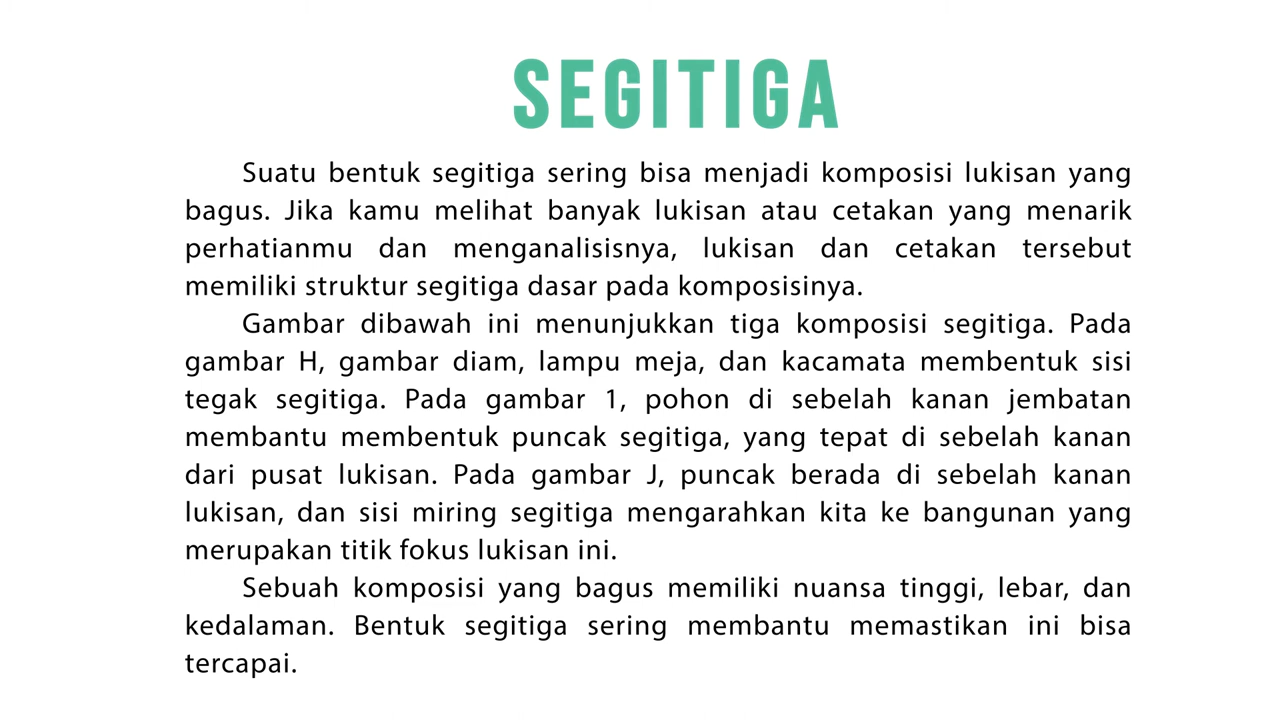 SEGITIGA
Suatu bentuk segitiga sering bisa menjadi komposisi lukisan yang
bagus. Jika kamu melihat banyak lukisan atau cetakan yang menarik
perhatianmu dan menganalisisnya, lukisan dan cetakan tersebut
memiliki struktur segitiga dasar pada komposisinya.
Gambar dibawah ini menunjukkan tiga komposisi segitiga. Pada
gambar H, gambar diam, lampu meja, dan kacamata membentuk sisi
tegak segitiga. Pada gambar 1, pohon di sebelah kanan jembatan
membantu membentuk puncak segitiga, yang tepat di sebelah kanan
dari pusat lukisan. Pada gambar J, puncak berada di sebelah kanan
lukisan, dan sisi miring segitiga mengarahkan kita ke bangunan yang
merupakan titik fokus lukisan ini.
Sebuah komposisi yang bagus memiliki nuansa tinggi, lebar, dan
kedalaman. Bentuk segitiga sering membantu memastikan ini bisa
tercapai.